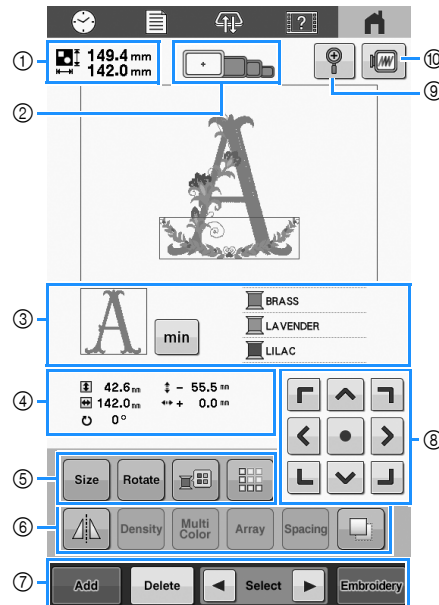 ① 149.4 mm
142.0 mm
②
⑨
⑩
③ BRASS
min LAVENDER
LILAC
④ 42.6 mm - 55.5 mm
142.0 mm + 0.0 mm
0°
⑧
⑤ Size Rotate
⑥ Density Multi Color Array Spacing
⑦ Add Delete Select Embroidery